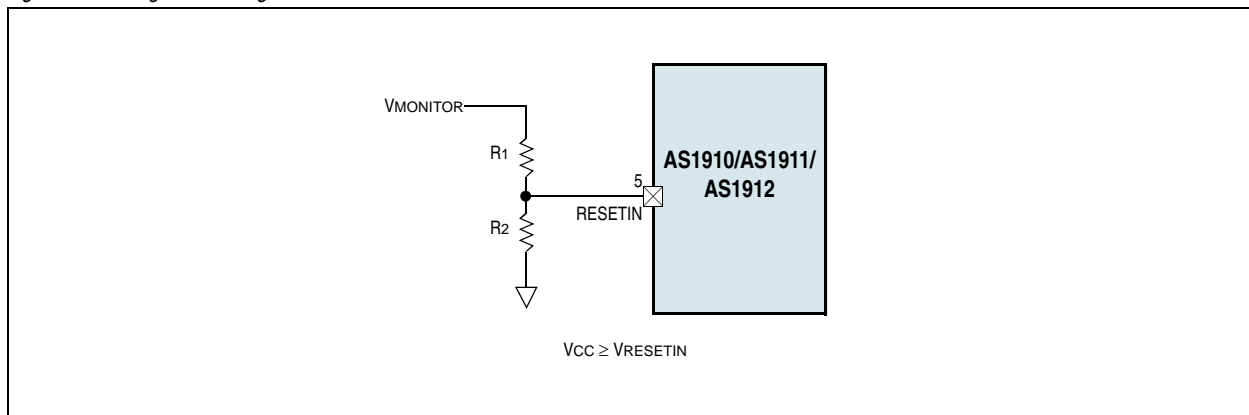 VMONITOR
R1
5
RESETIN
R2
AS1910/AS1911/
AS1912
VCC ≥ VRESETIN